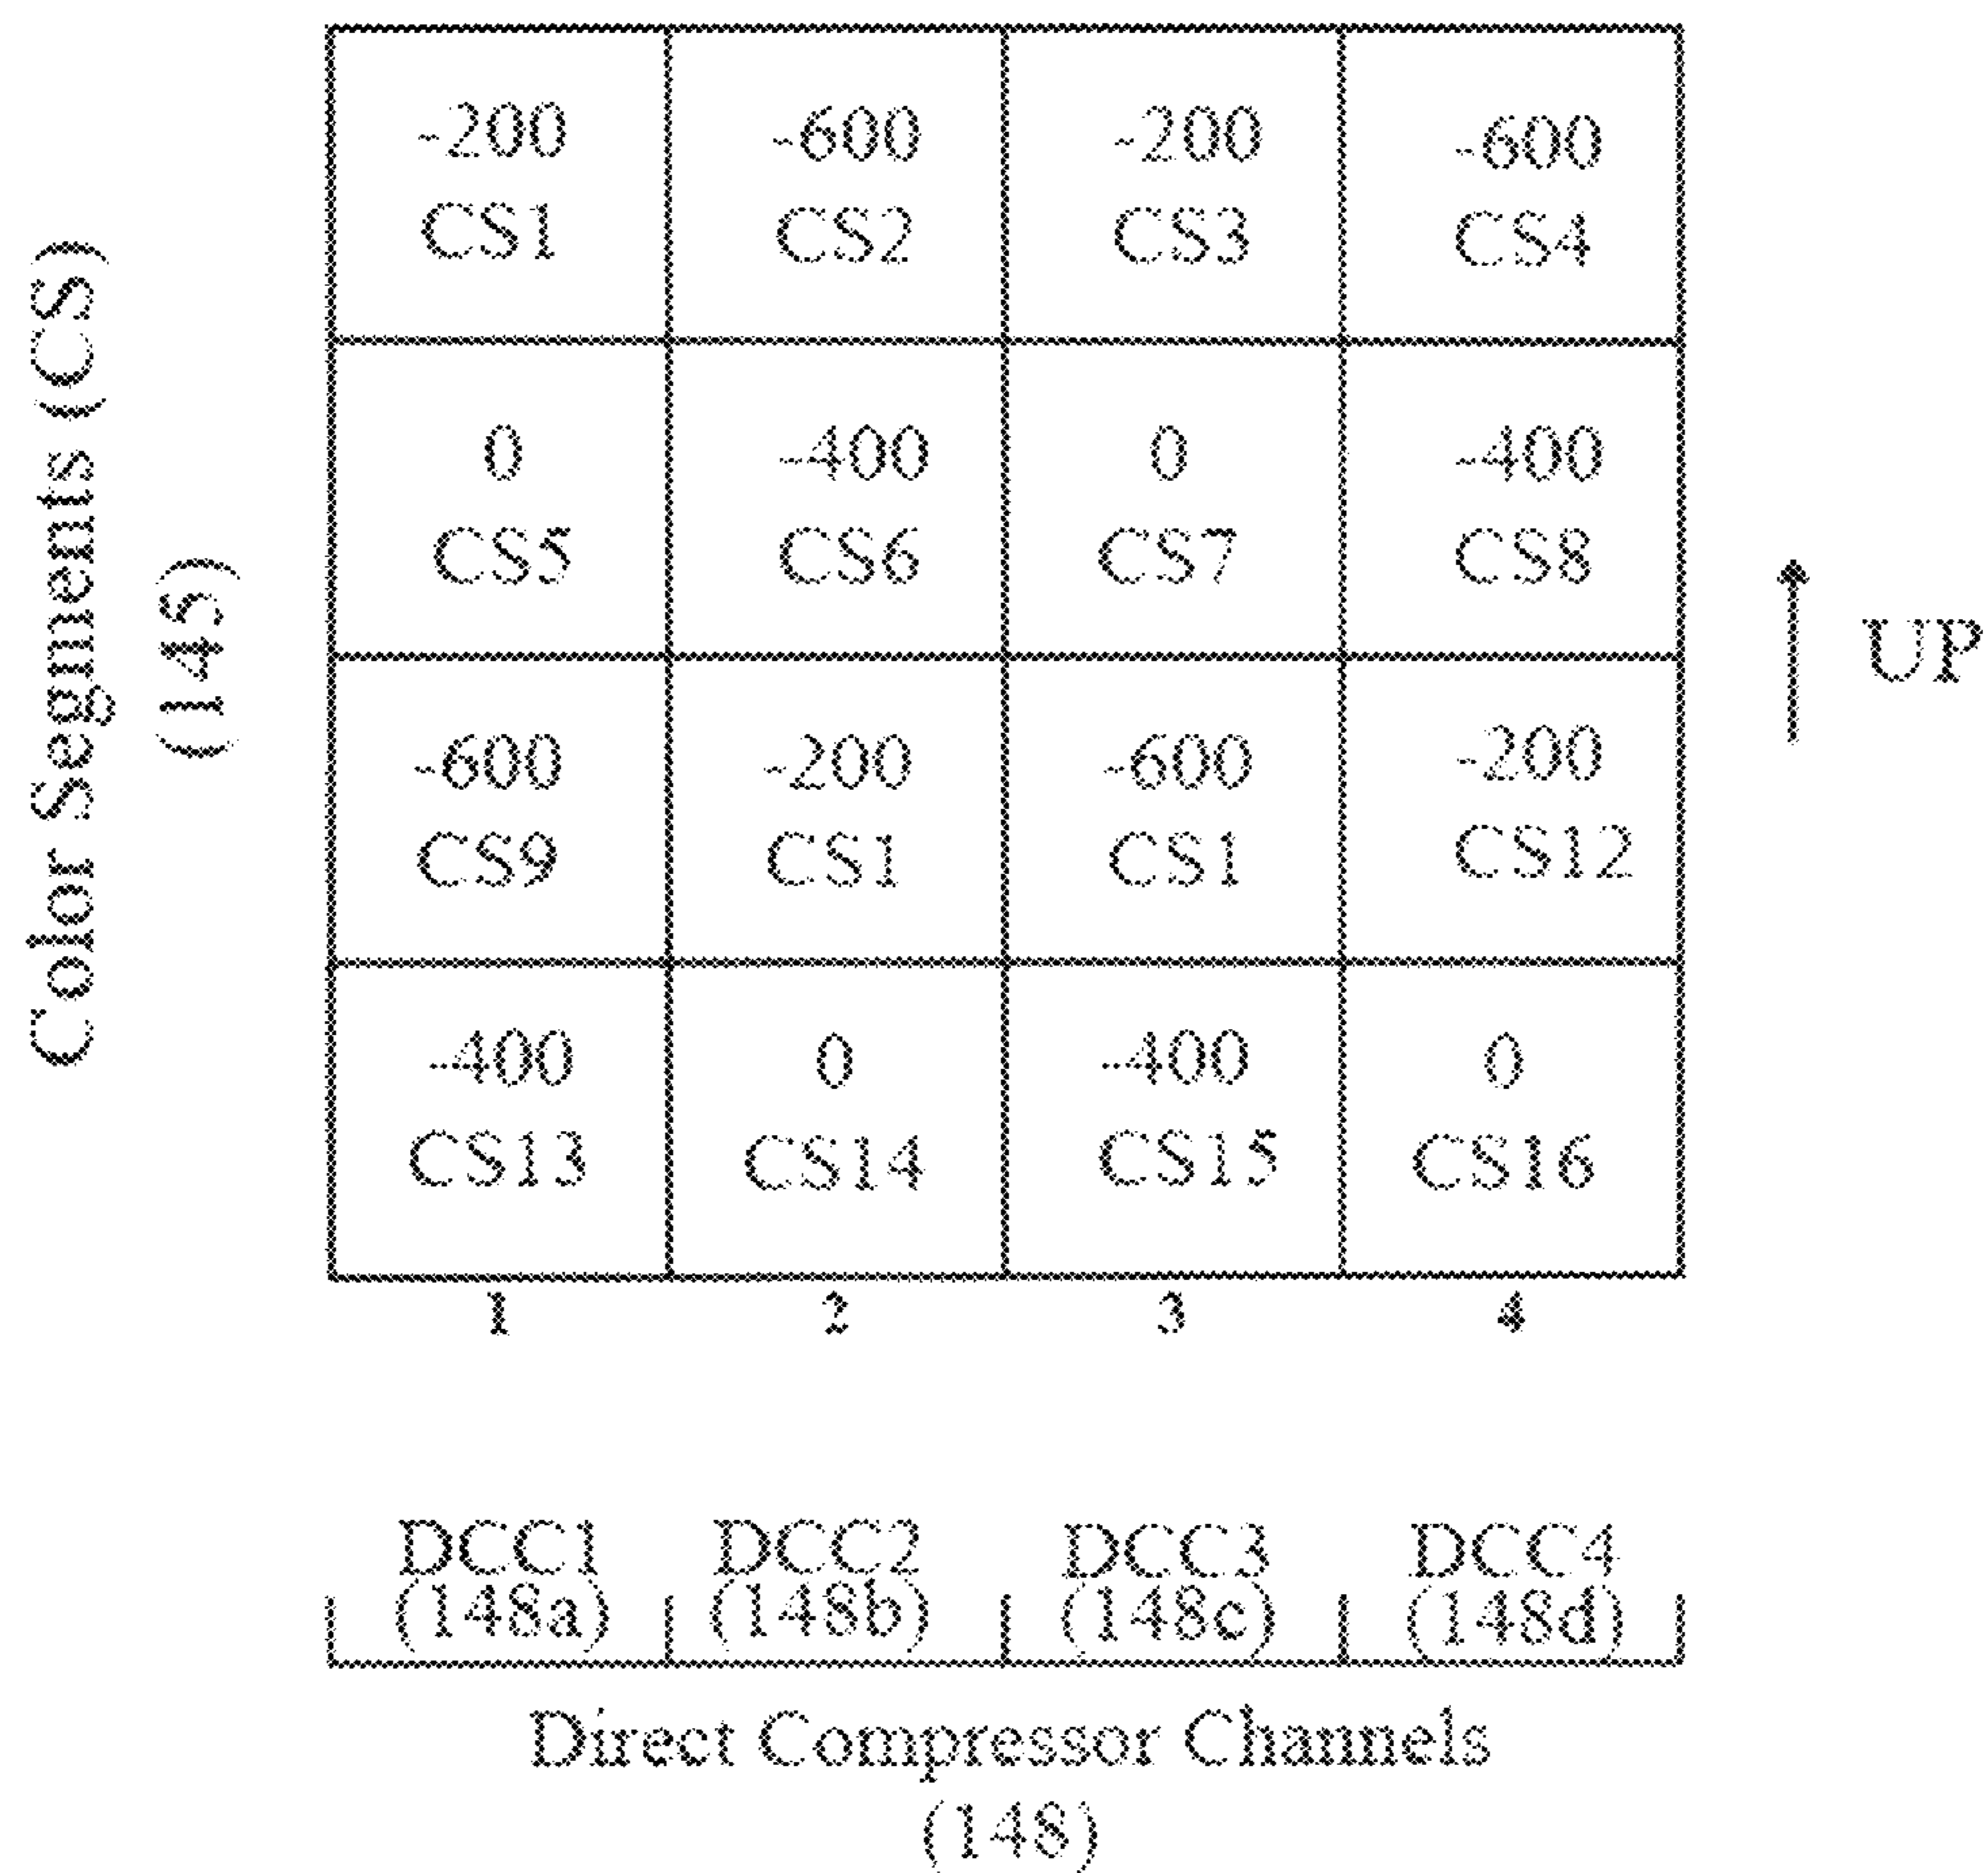 Color Segments (CS)
(145)
-200 -600 -200 -600
CS1 CS2 CS3 CS4
0 -400 0 -400
CS5 CS6 CS7 CS8
UP
-600 -200 -600 -200
CS9 CS1 CS1 CS12
-400 0 -400 0
CS13 CS14 CS15 CS16
1 2 3 4
DCC1 DCC2 DCC3 DCC4
(148a) (148b) (148c) (148d)
Direct Compressor Channels
(148)